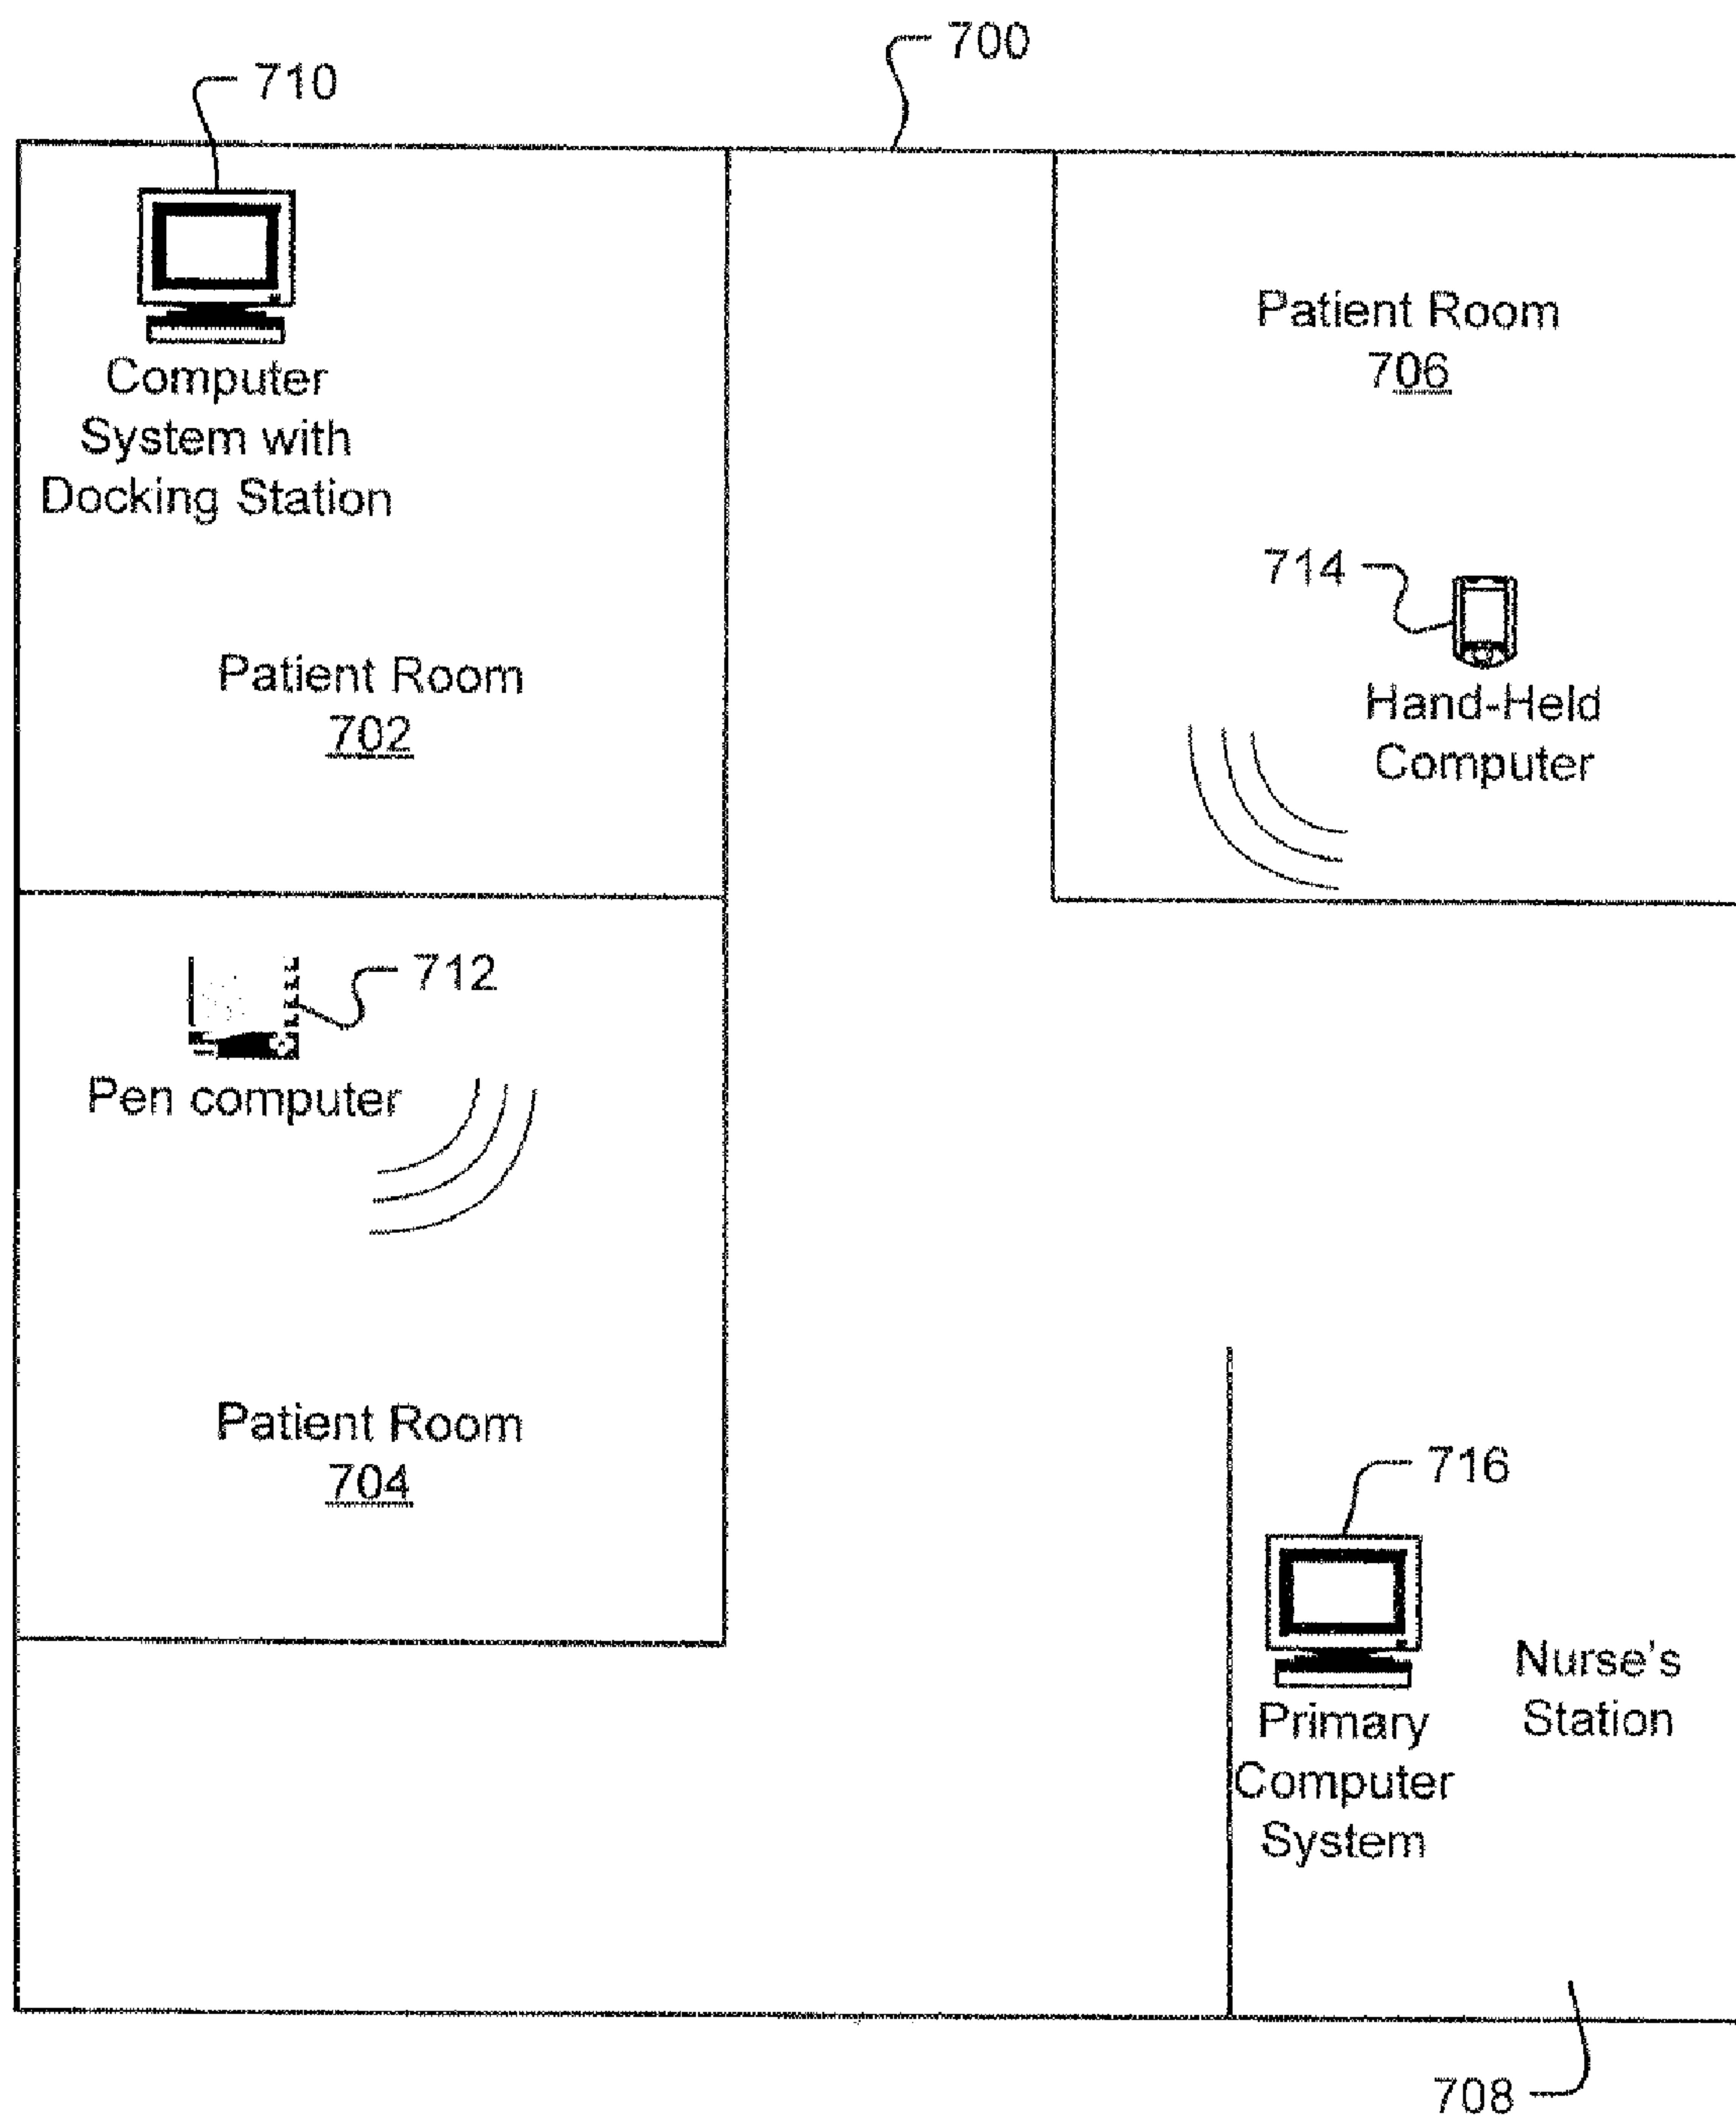 700
710
Computer
System with
Docking Station
Patient Room
702
Patient Room
706
714
Hand-Held
Computer
712
Pen computer
Patient Room
704
716
Primary
Computer
System
Nurse's
Station
708